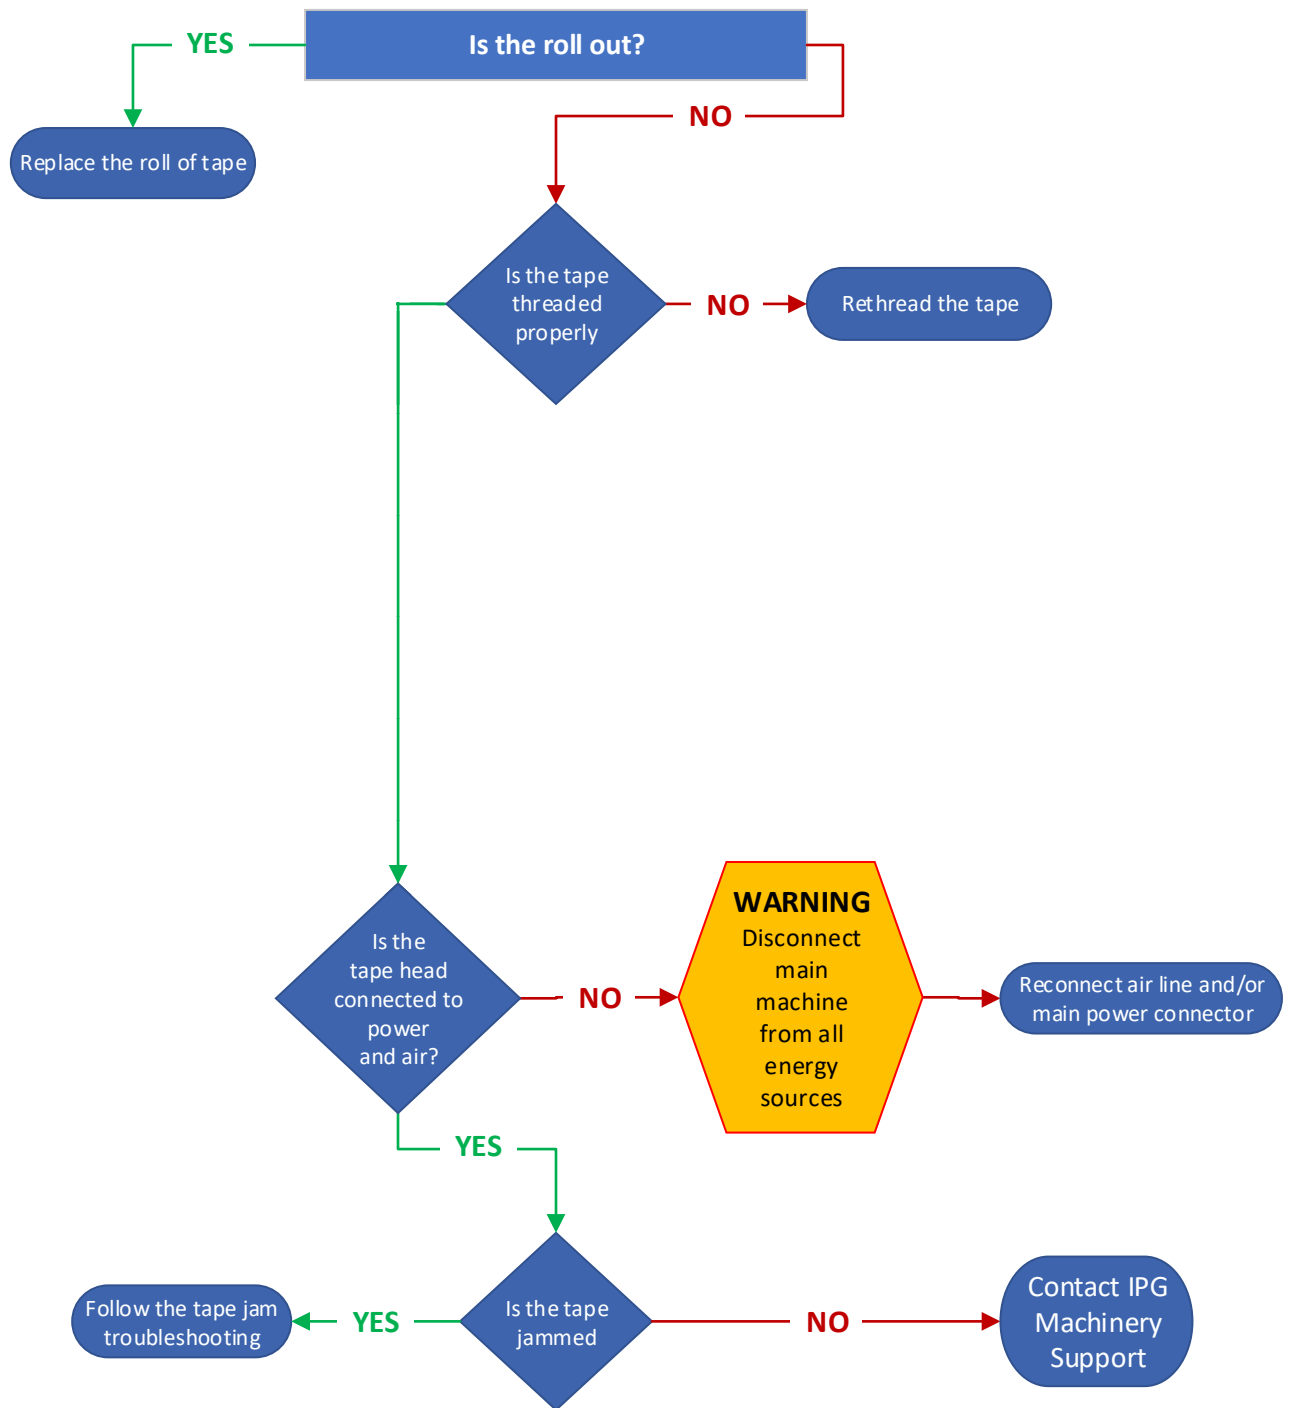 YES
Is the roll out?
NO
Replace the roll of tape
Is the tape
threaded
properly
NO
Rethread the tape
Is the
tape head
connected to
power
and air?
NO
WARNING
Disconnect
main
machine
from all
energy
sources
Reconnect air line and/or
main power connector
YES
Follow the tape jam
troubleshooting
YES
Is the tape
jammed
NO
Contact IPG
Machinery
Support